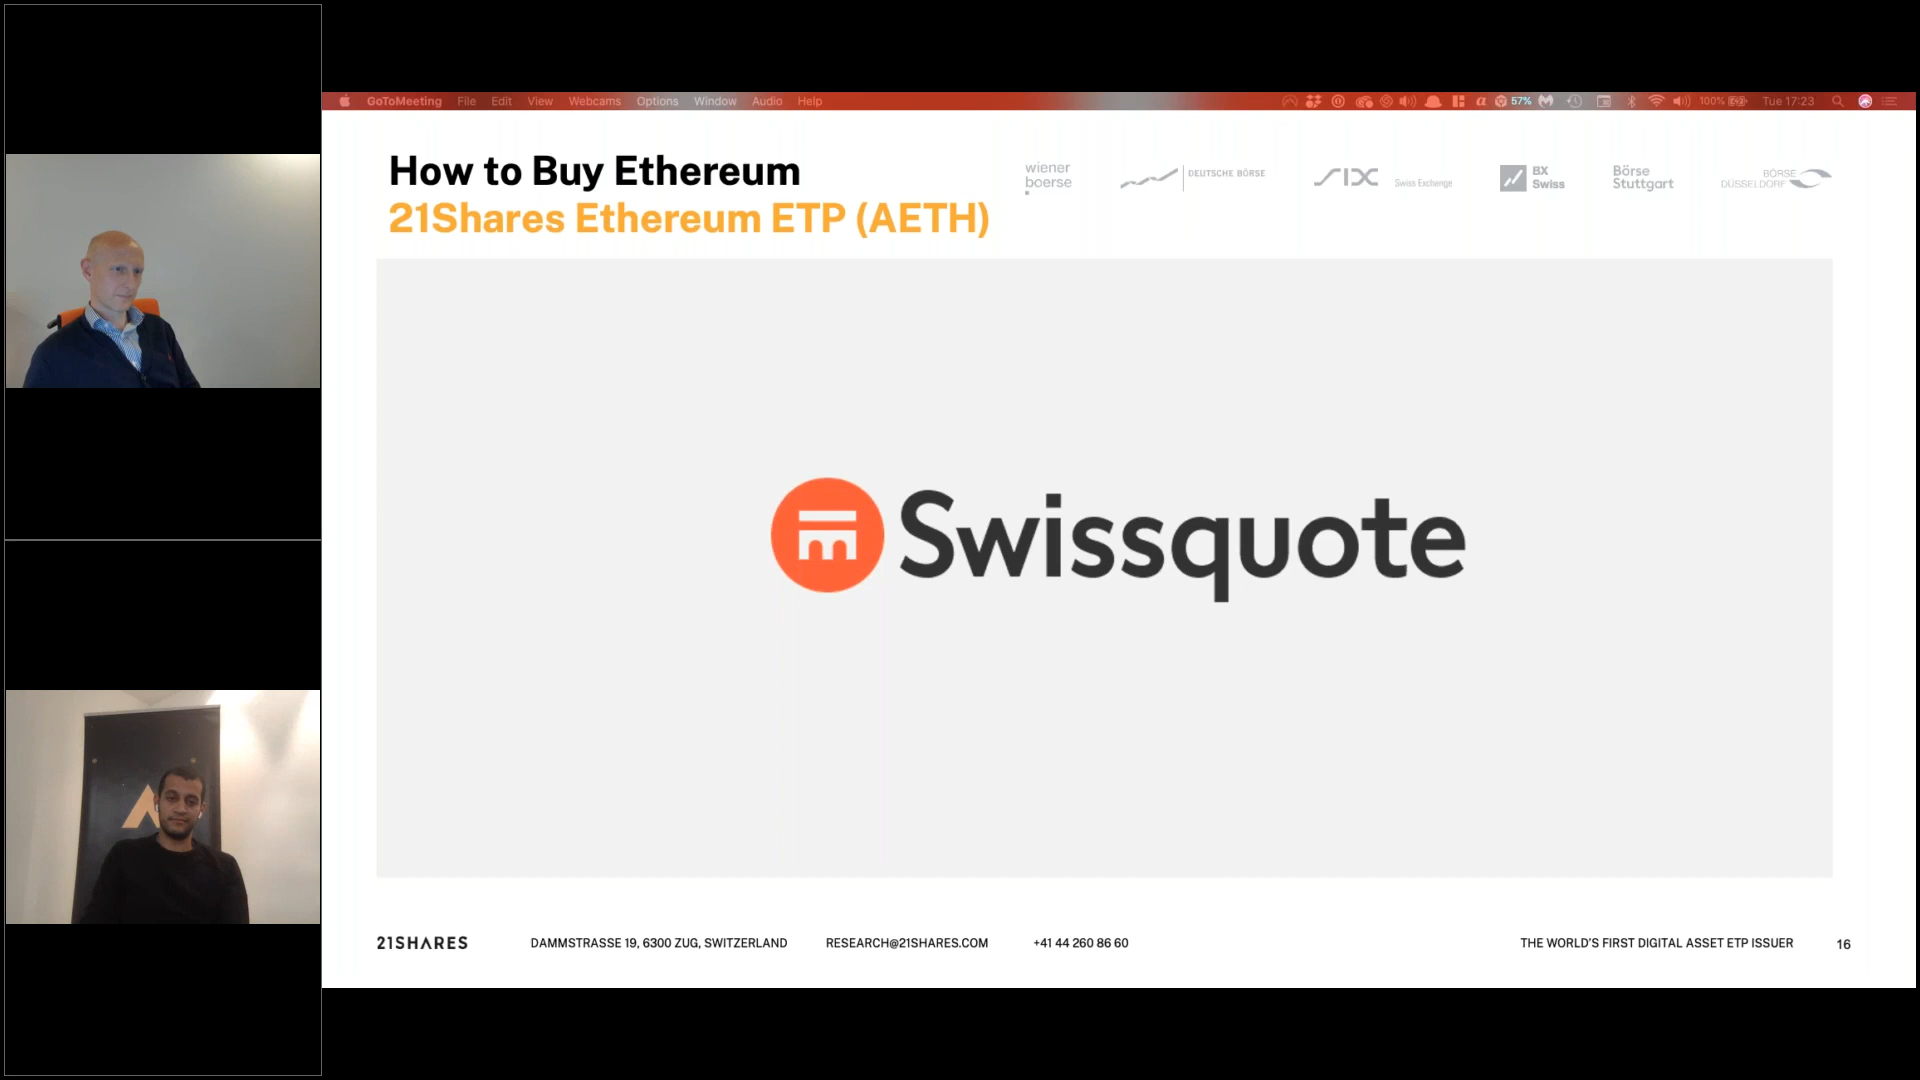 GoToMeeting File Edit View Webcams Options Window Audio Help
57% 100% Tue 17:23
How to Buy Ethereum
21Shares Ethereum ETP (AETH)
wiener
boerse
DEUTSCHE BÖRSE
SIX Swiss Exchange
BX
Swiss
Börse
Stuttgart
BÖRSE
DÜSSELDORF
Swissquote
21SHARES
DAMMSTRASSE 19, 6300 ZUG, SWITZERLAND
RESEARCH@21SHARES.COM
+41 44 260 86 60
THE WORLD'S FIRST DIGITAL ASSET ETP ISSUER
16